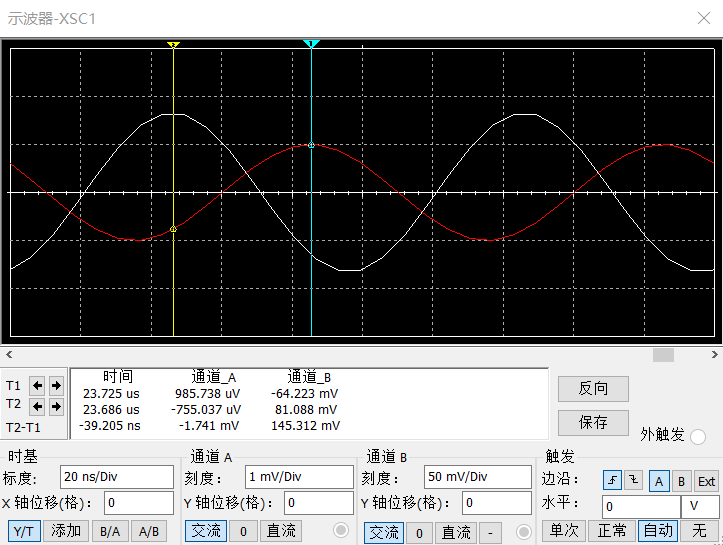 示波器-XSC1
2 1
时间 通道_A 通道_B
T1 23.725 us 985.738 uV -64.223 mV
T2 23.686 us -755.037 uV 81.088 mV
T2-T1 -39.205 ns -1.741 mV 145.312 mV
反向
保存
外触发
时基 通道 A 通道 B 触发
标度: 20 ns/Div 刻度: 1 mV/Div 刻度: 50 mV/Div 边沿: A B Ext
X 轴位移(格): 0 Y 轴位移(格): 0 Y 轴位移(格): 0 水平: 0 V
Y/T 添加 B/A A/B 交流 0 直流 交流 0 直流 - 单次 正常 自动 无